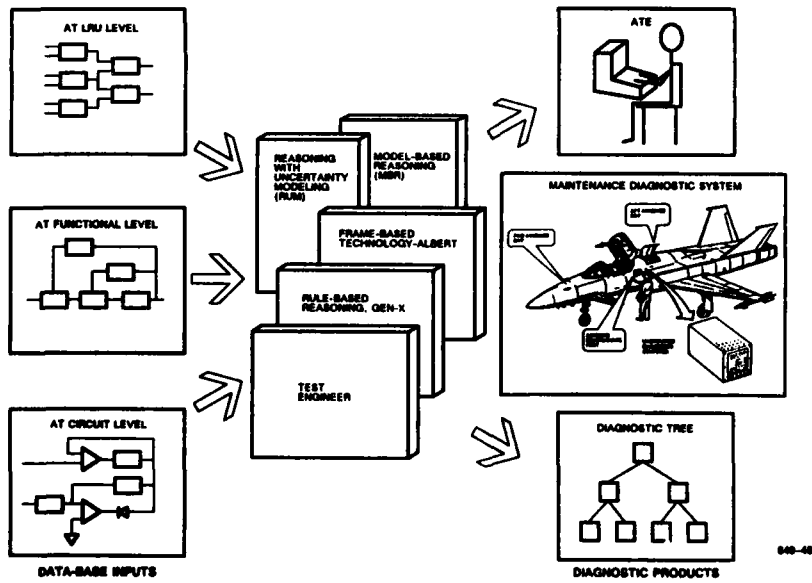 AT LRU LEVEL
AT FUNCTIONAL LEVEL
AT CIRCUIT LEVEL
DATA-BASE INPUTS
REASONING
WITH
UNCERTAINTY
MODELING
(RUM)
MODEL-BASED
REASONING
(MBR)
FRAME-BASED
TECHNOLOGY-ALBERT
RULE-BASED
REASONING, GEN-X
TEST
ENGINEER
ATE
MAINTENANCE DIAGNOSTIC SYSTEM
DIAGNOSTIC TREE
DIAGNOSTIC PRODUCTS